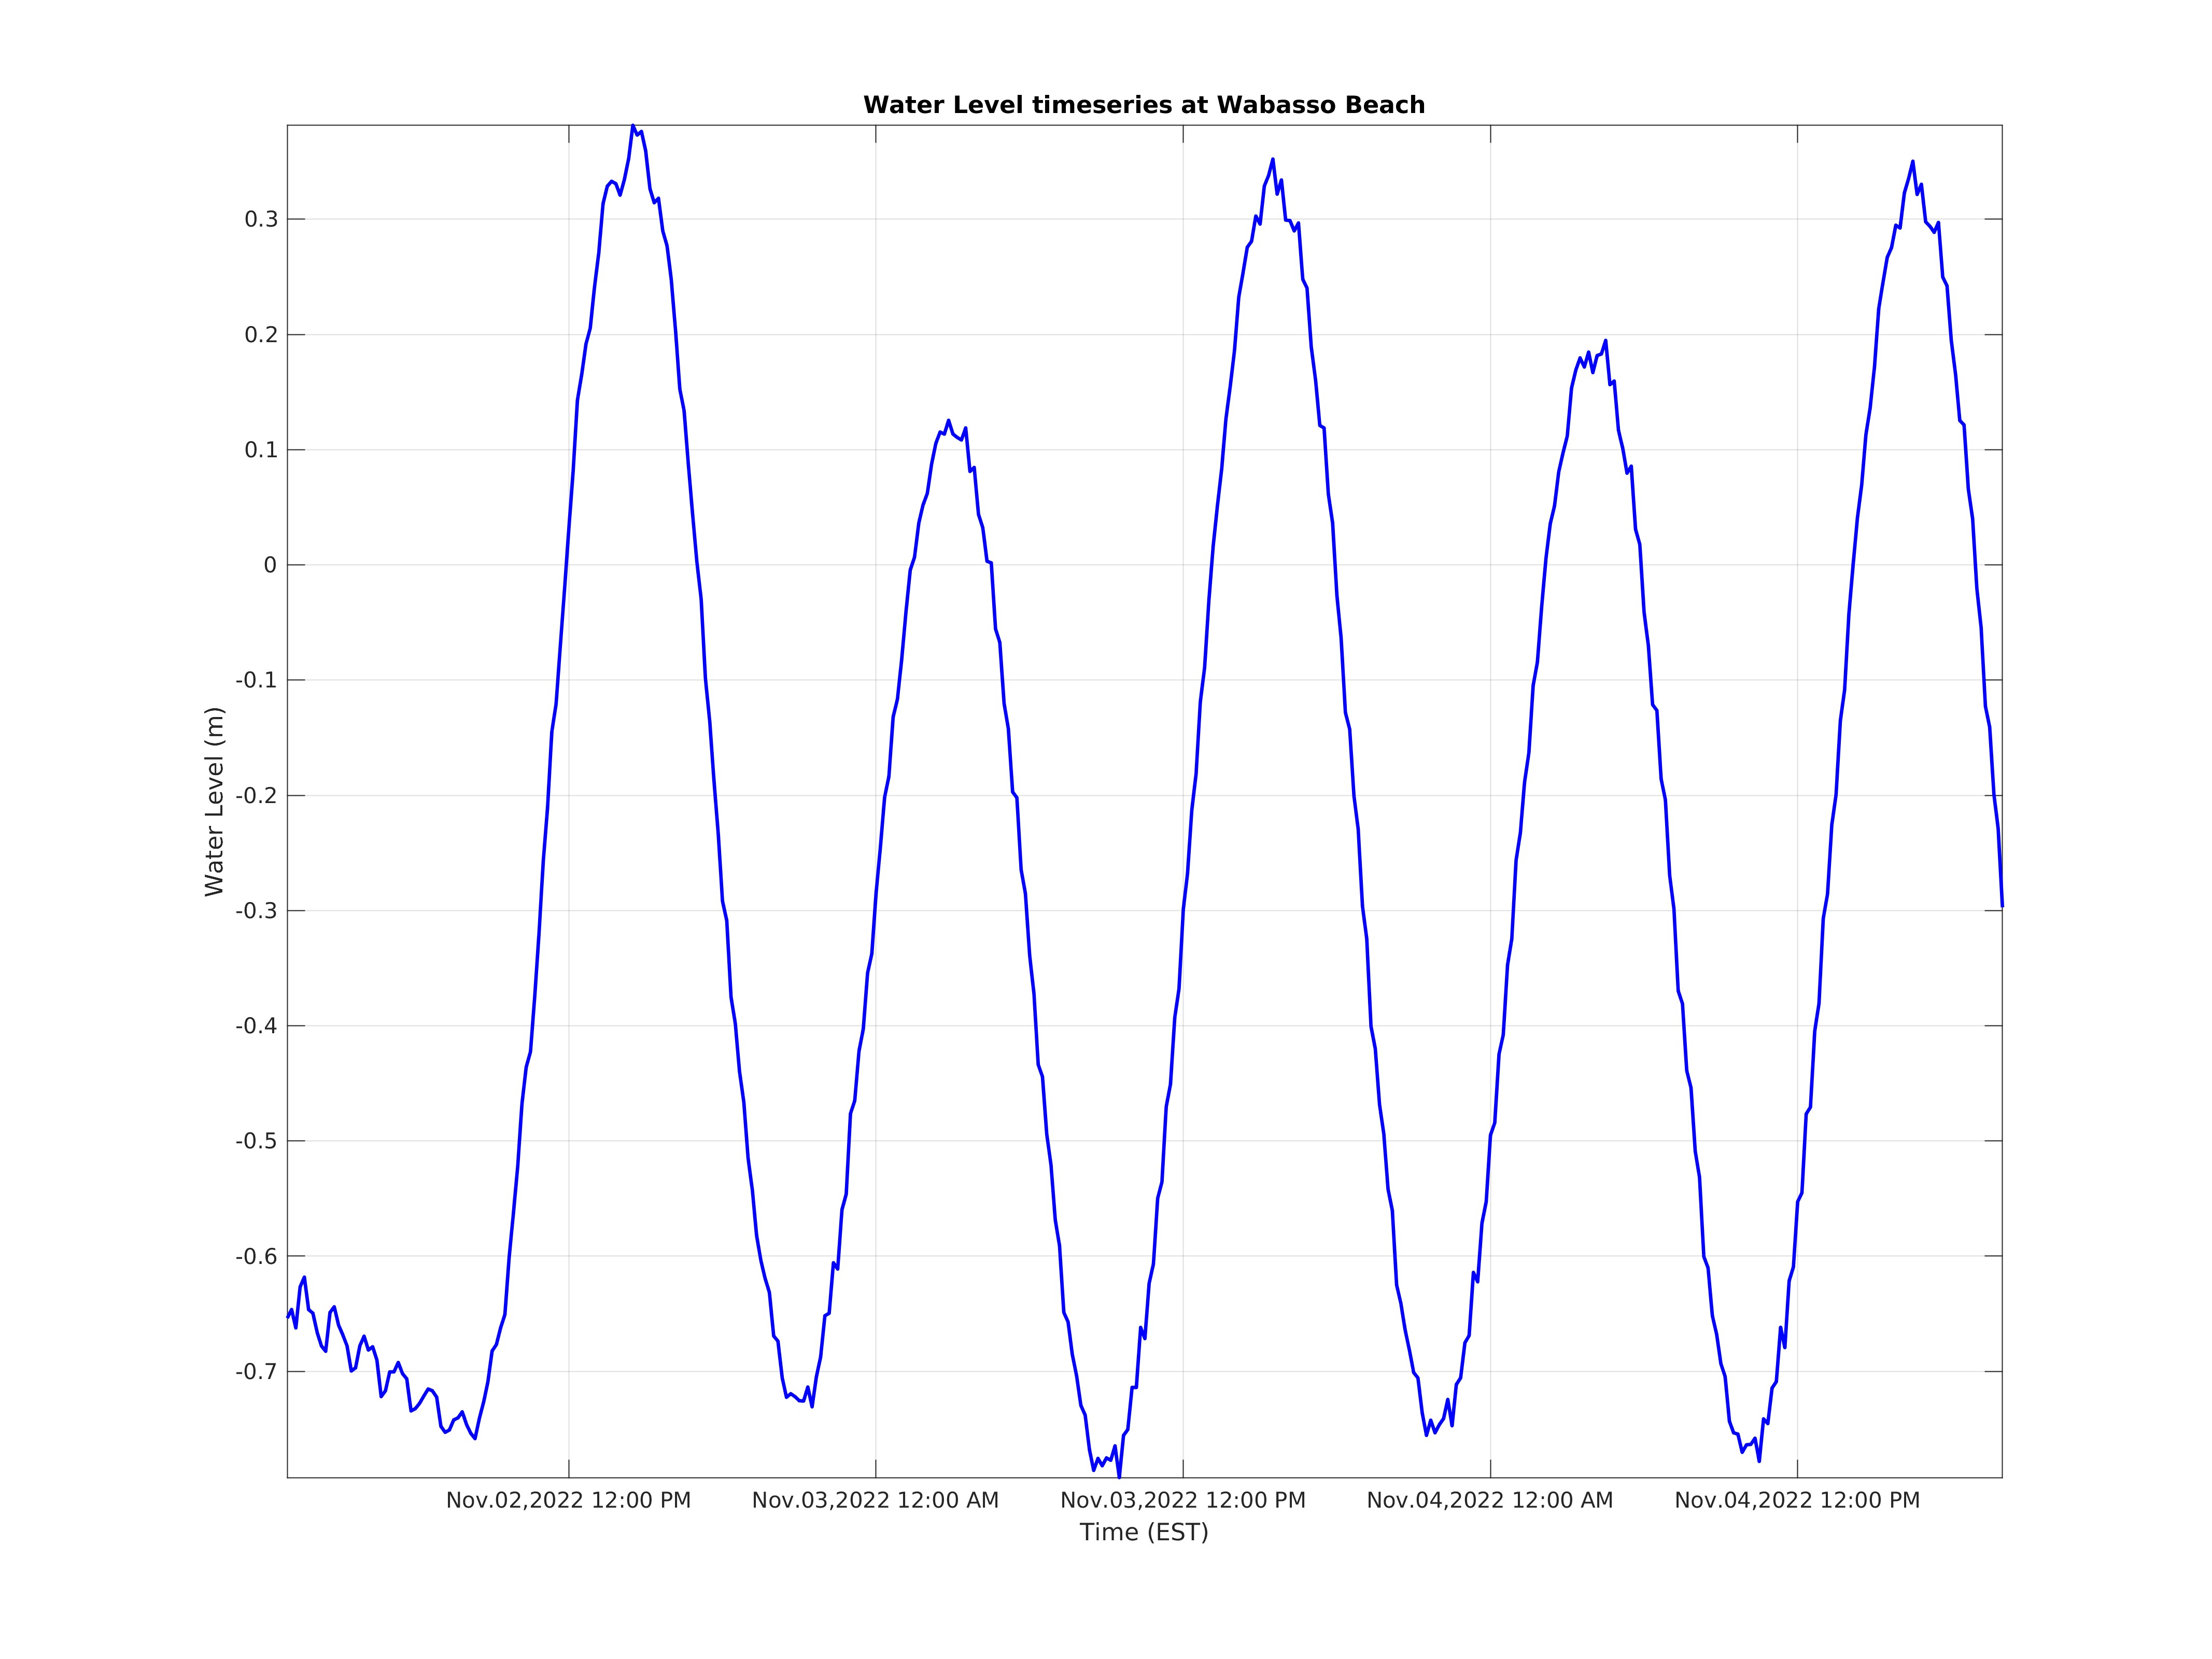 Water Level timeseries at Wabasso Beach
0.3
0.2
0.1
0
-0.1
-0.2
-0.3
-0.4
-0.5
-0.6
-0.7
Water Level (m)
Nov.02,2022 12:00 PM Nov.03,2022 12:00 AM Nov.03,2022 12:00 PM Nov.04,2022 12:00 AM Nov.04,2022 12:00 PM
Time (EST)